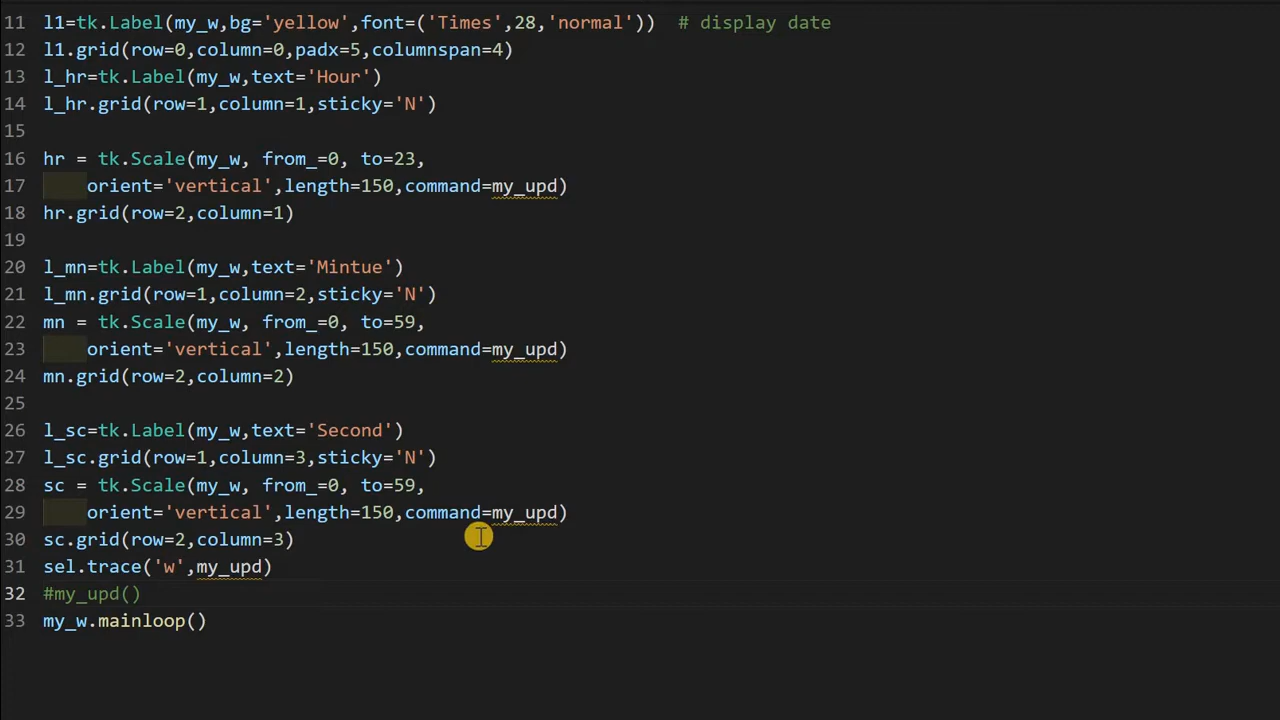 11 l1=tk.Label(my_w,bg='yellow',font=('Times',28,'normal'))  # display date
12 l1.grid(row=0,column=0,padx=5,columnspan=4)
13 l_hr=tk.Label(my_w,text='Hour')
14 l_hr.grid(row=1,column=1,sticky='N')
15
16 hr = tk.Scale(my_w, from_=0, to=23,
17     orient='vertical',length=150,command=my_upd)
18 hr.grid(row=2,column=1)
19
20 l_mn=tk.Label(my_w,text='Mintue')
21 l_mn.grid(row=1,column=2,sticky='N')
22 mn = tk.Scale(my_w, from_=0, to=59,
23     orient='vertical',length=150,command=my_upd)
24 mn.grid(row=2,column=2)
25
26 l_sc=tk.Label(my_w,text='Second')
27 l_sc.grid(row=1,column=3,sticky='N')
28 sc = tk.Scale(my_w, from_=0, to=59,
29     orient='vertical',length=150,command=my_upd)
30 sc.grid(row=2,column=3)
31 sel.trace('w',my_upd)
32 #my_upd()
33 my_w.mainloop()